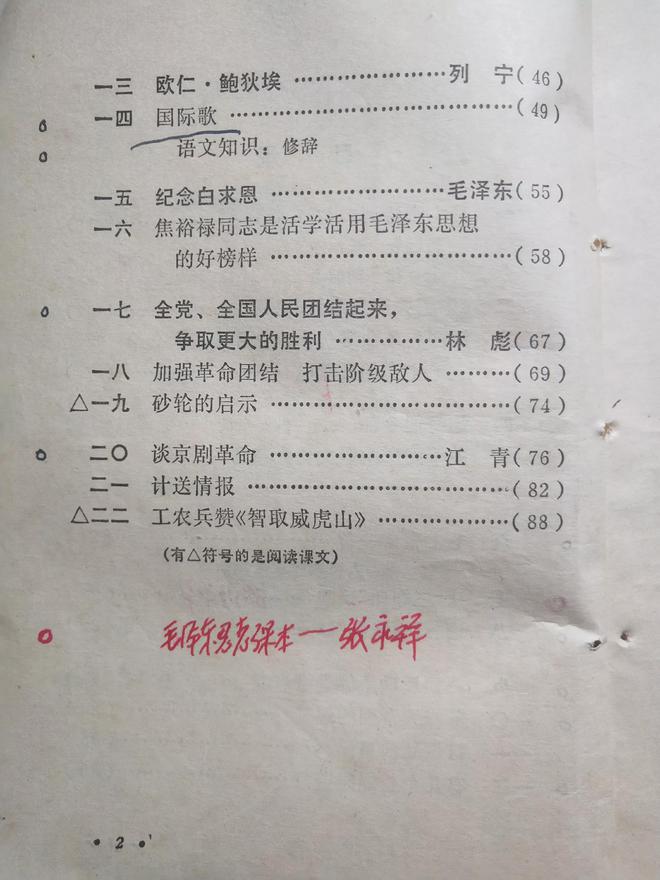 一三 欧仁·鲍狄埃 ……………………列 宁(46)
一四 国际歌 ……………………………………(49)
语文知识：修辞
一五 纪念白求恩 ………………………毛泽东(55)
一六 焦裕禄同志是活学活用毛泽东思想
的好榜样 ………………………………(58)
一七 全党、全国人民团结起来，
争取更大的胜利 ……………林 彪(67)
一八 加强革命团结 打击阶级敌人 ………(69)
△一九 砂轮的启示 ………………………………(74)
二〇 谈京剧革命 ………………………江 青(76)
二一 计送情报 …………………………………(82)
△二二 工农兵赞《智取威虎山》………………(88)
(有△符号的是阅读课文)
课本——张永祥
·2·